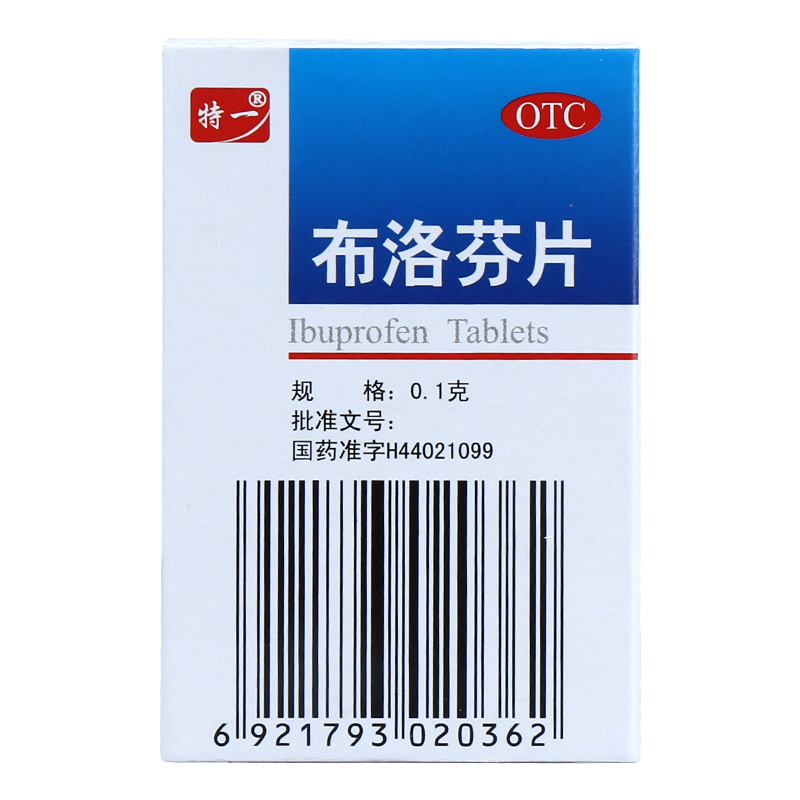 特一®
OTC
布洛芬片
Ibuprofen Tablets
规　　格：0.1克
批准文号：
国药准字H44021099
6 921793 020362